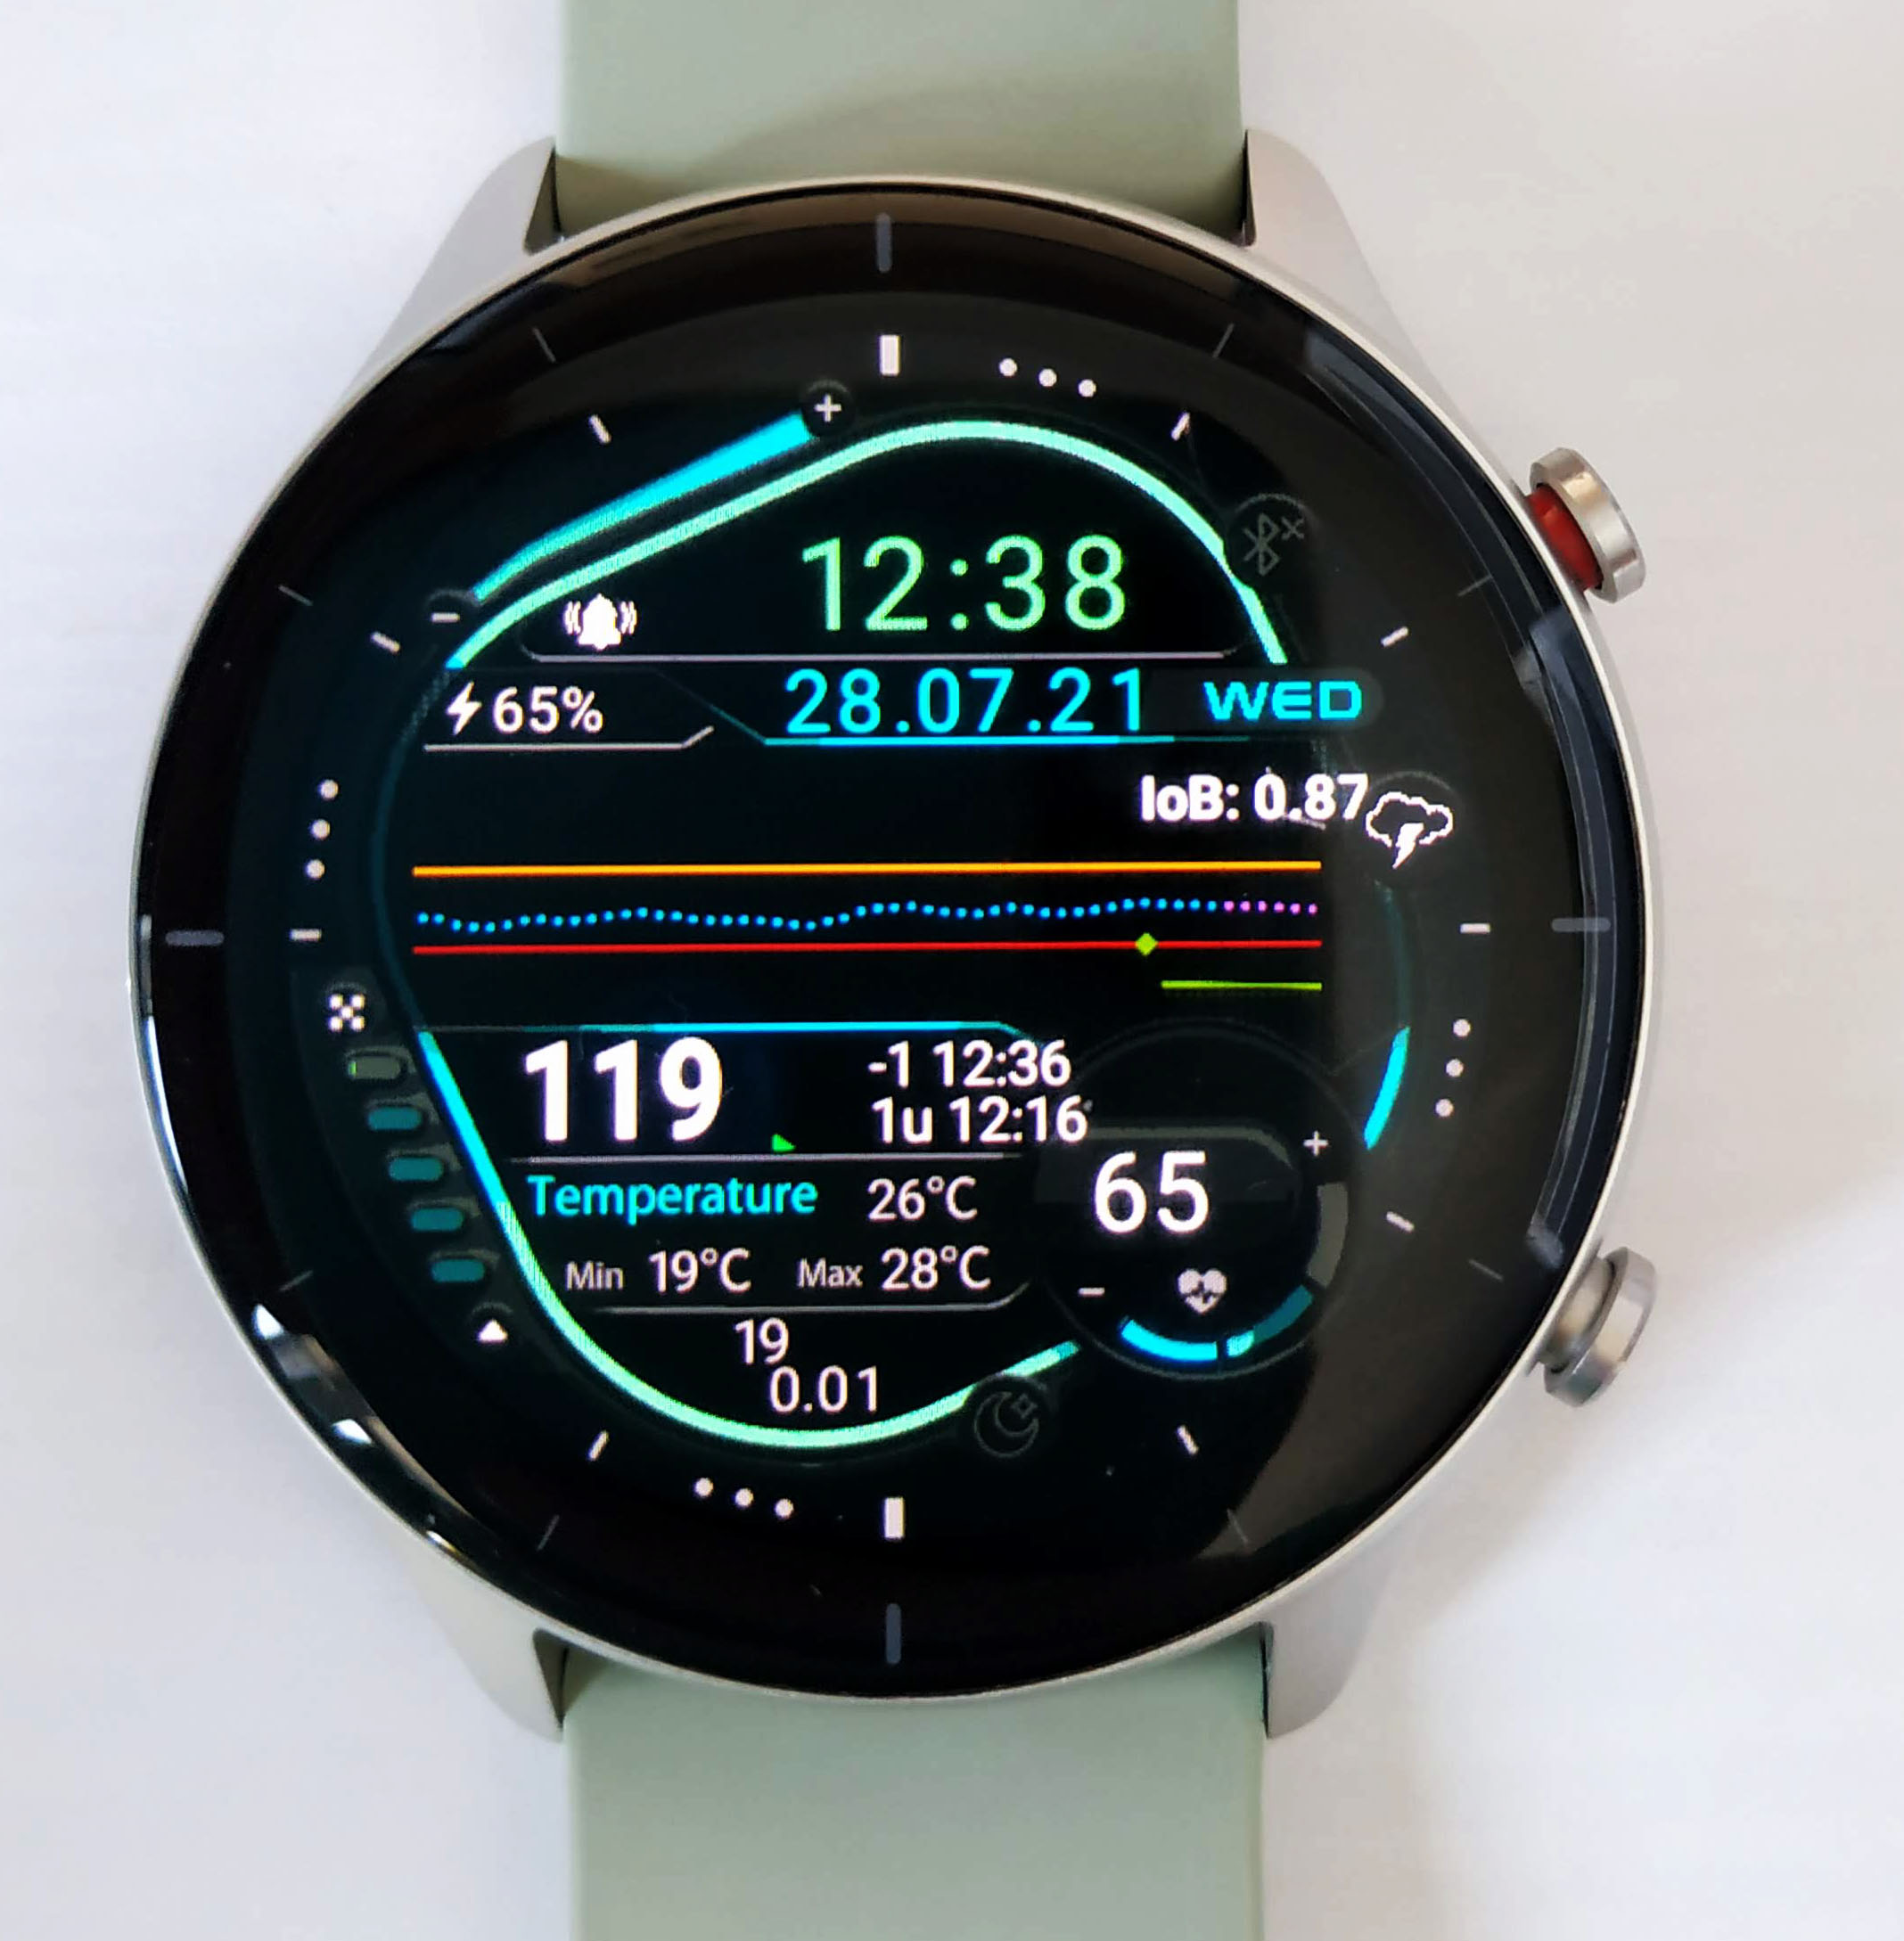 12:38
65%
28.07.21 WED
IoB: 0.87
119
-1 12:36
1u 12:16
65
Temperature 26°C
Min 19°C Max 28°C
19
0.01